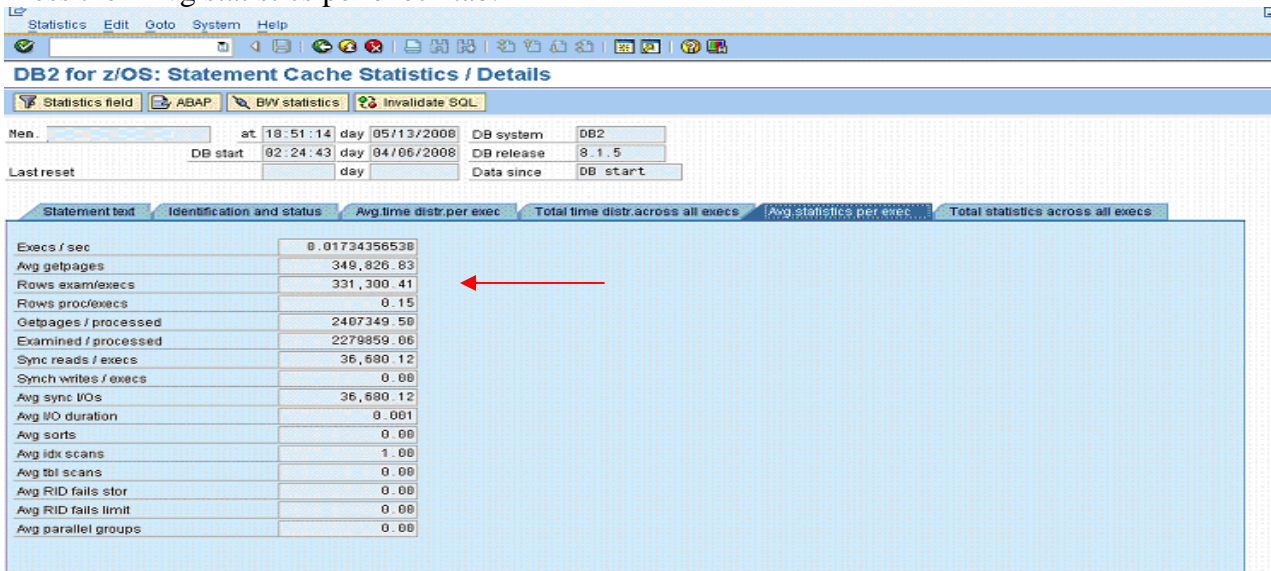 Statistics Edit Goto System Help
DB2 for z/OS: Statement Cache Statistics / Details
Statistics field ABAP BW statistics Invalidate SQL
Mem. at 18:51:14 day 05/13/2008 DB system DB2
DB start 02:24:43 day 04/06/2008 DB release 8.1.5
Last reset day Data since DB start
Statement text Identification and status Avg.time distr.per exec Total time distr.across all execs Avg.statistics per exec Total statistics across all execs
Execs / sec 0.01734356538
Avg getpages 349,826.83
Rows exam/execs 331,300.41
Rows proc/execs 0.15
Getpages / processed 2407349.50
Examined / processed 2279859.06
Sync reads / execs 36,680.12
Synch writes / execs 0.00
Avg sync I/Os 36,680.12
Avg I/O duration 0.001
Avg sorts 0.00
Avg idx scans 1.00
Avg tbl scans 0.00
Avg RID fails stor 0.00
Avg RID fails limit 0.00
Avg parallel groups 0.00